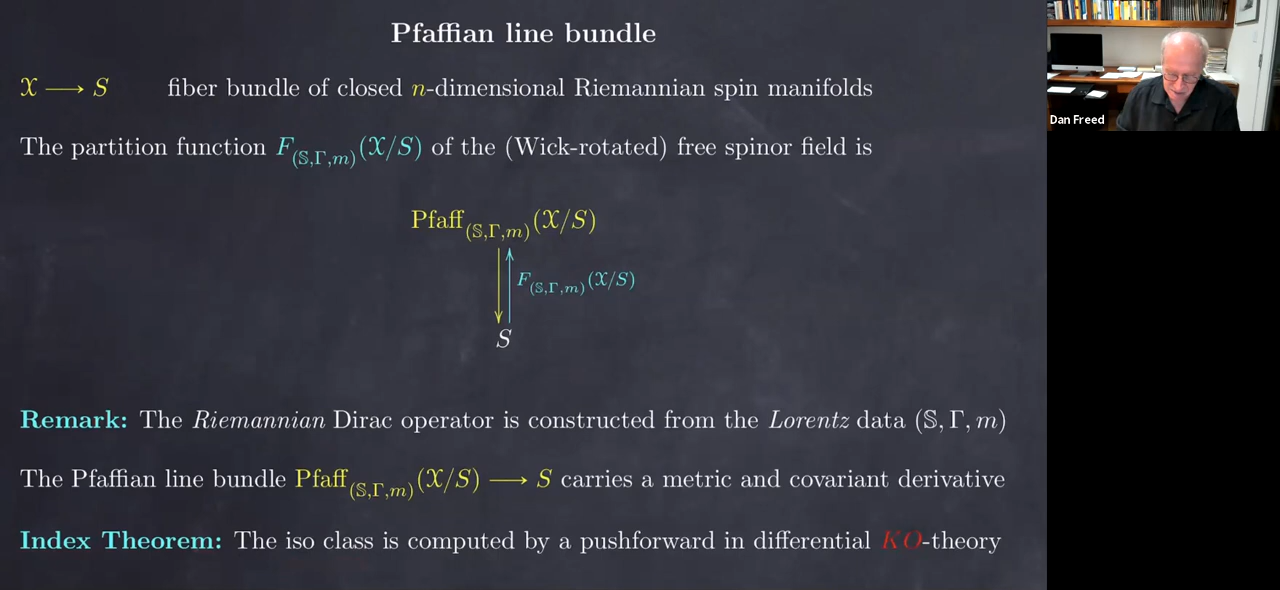 Pfaffian line bundle
𝒳 ⟶ S fiber bundle of closed n-dimensional Riemannian spin manifolds
The partition function F_(𝕊,Γ,m)(𝒳/S) of the (Wick-rotated) free spinor field is
Pfaff_(𝕊,Γ,m)(𝒳/S)
F_(𝕊,Γ,m)(𝒳/S)
S
Remark: The Riemannian Dirac operator is constructed from the Lorentz data (𝕊, Γ, m)
The Pfaffian line bundle Pfaff_(𝕊,Γ,m)(𝒳/S) ⟶ S carries a metric and covariant derivative
Index Theorem: The iso class is computed by a pushforward in differential KO-theory
Dan Freed